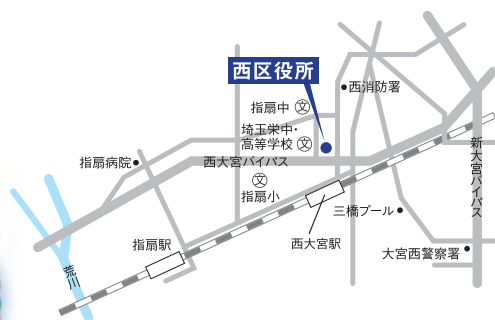 西区役所
西消防署
指扇中 文
埼玉栄中・
高等学校 文
指扇病院
西大宮バイパス
文
指扇小
新大宮バイパス
三橋プール
指扇駅
西大宮駅
大宮西警察署
荒川